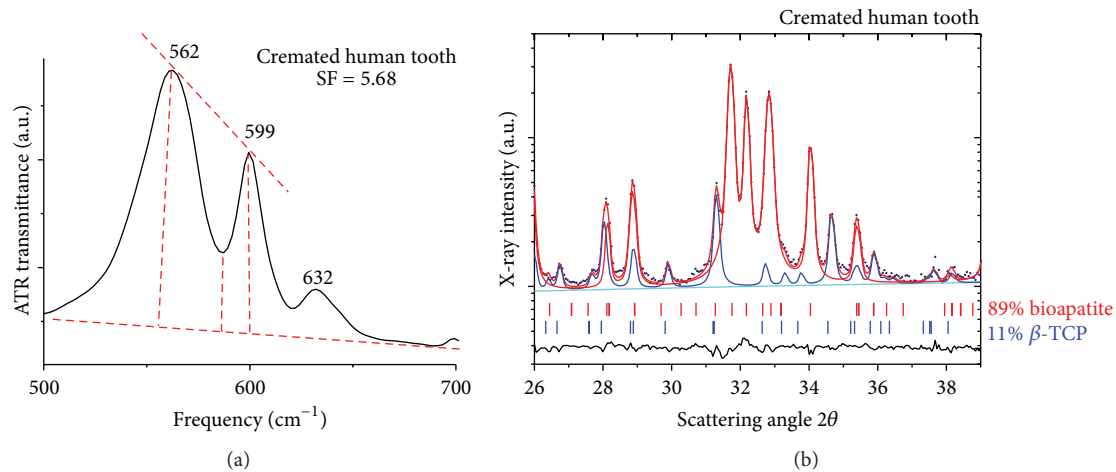 562
Cremated human tooth
SF = 5.68
599
632
ATR transmittance (a.u.)
500
600
700
Frequency (cm⁻¹)
(a)
Cremated human tooth
X-ray intensity (a.u.)
89% bioapatite
11% β-TCP
26
28
30
32
34
36
38
Scattering angle 2θ
(b)